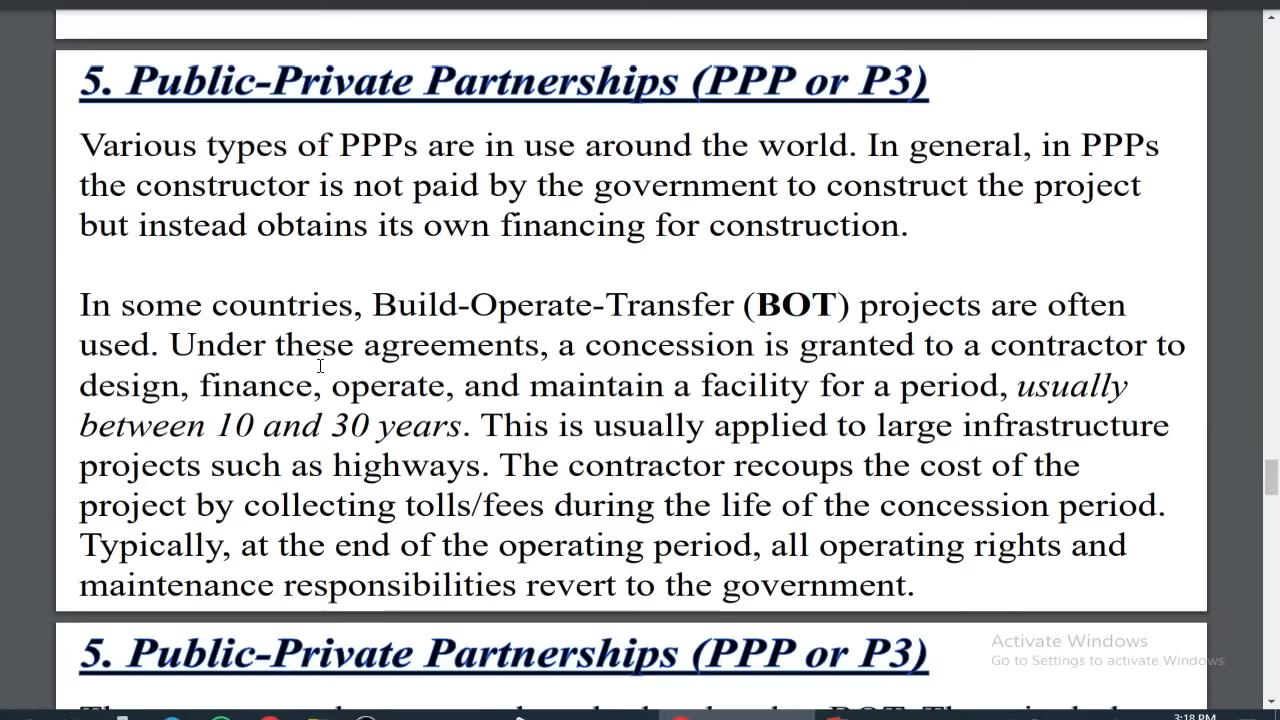 5. Public-Private Partnerships (PPP or P3)
Various types of PPPs are in use around the world. In general, in PPPs
the constructor is not paid by the government to construct the project
but instead obtains its own financing for construction.
In some countries, Build-Operate-Transfer (BOT) projects are often
used. Under these agreements, a concession is granted to a contractor to
design, finance, operate, and maintain a facility for a period, usually
between 10 and 30 years. This is usually applied to large infrastructure
projects such as highways. The contractor recoups the cost of the
project by collecting tolls/fees during the life of the concession period.
Typically, at the end of the operating period, all operating rights and
maintenance responsibilities revert to the government.
5. Public-Private Partnerships (PPP or P3)
Activate Windows
Go to Settings to activate Windows.
3:18 PM